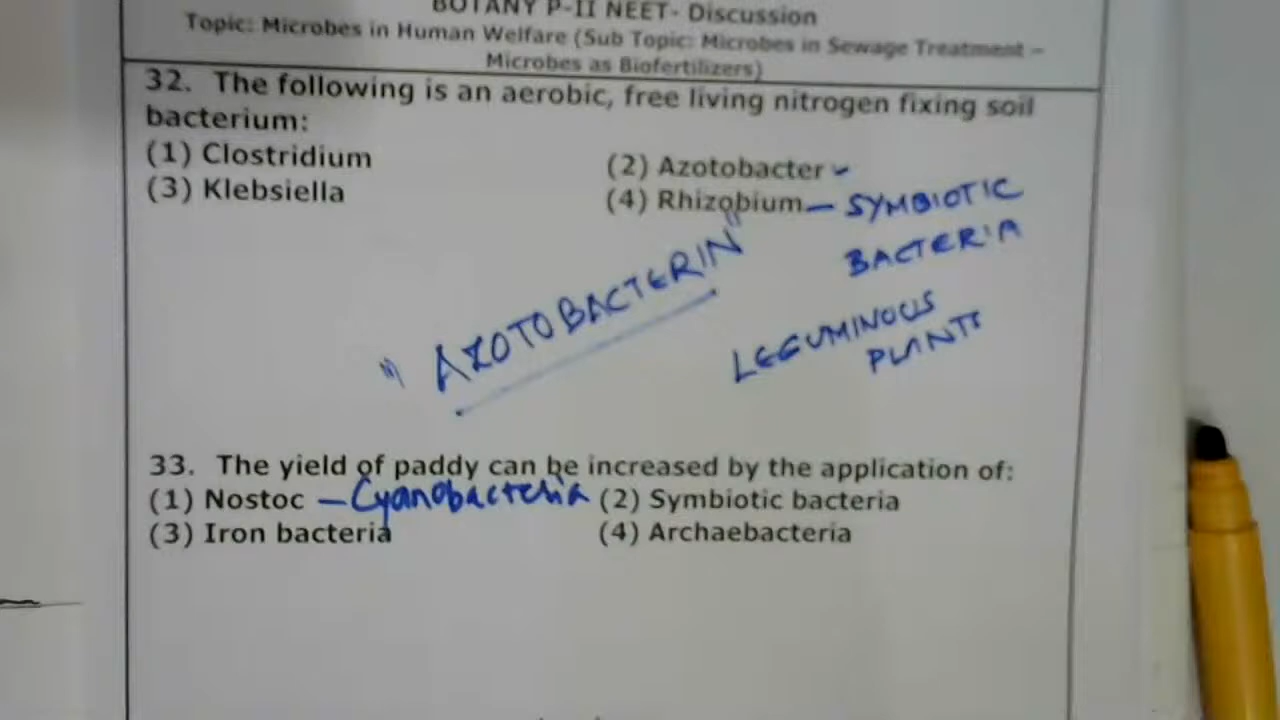 BOTANY P-II NEET- Discussion
Topic: Microbes in Human Welfare (Sub Topic: Microbes in Sewage Treatment –
Microbes as Biofertilizers)
32. The following is an aerobic, free living nitrogen fixing soil
bacterium:
(1) Clostridium (2) Azotobacter
(3) Klebsiella (4) Rhizobium — SYMBIOTIC
BACTERIA
"AZOTOBACTERIN"
LEGUMINOUS
PLANTS
33. The yield of paddy can be increased by the application of:
(1) Nostoc — Cyanobacteria (2) Symbiotic bacteria
(3) Iron bacteria (4) Archaebacteria